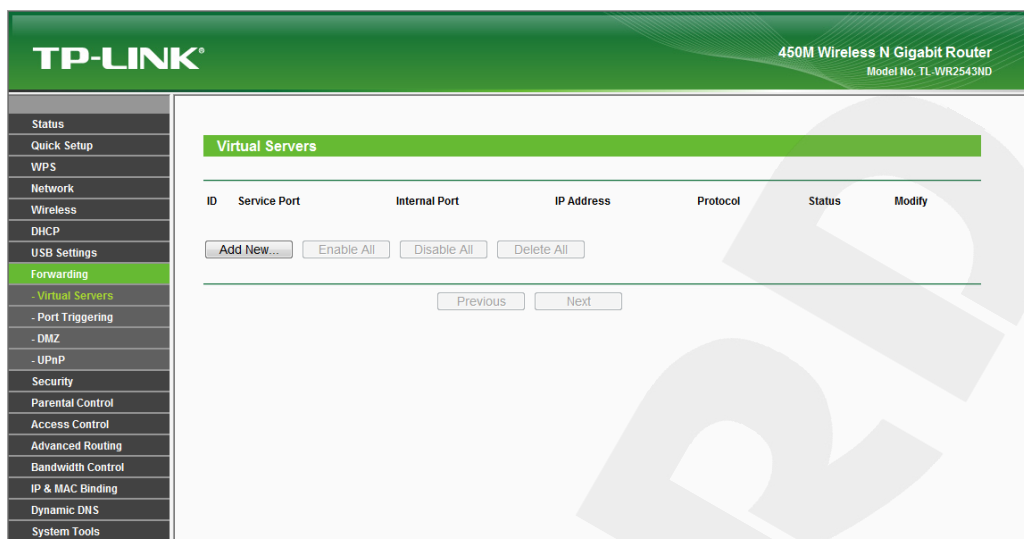 TP-LINK®
450M Wireless N Gigabit Router
Model No. TL-WR2543ND
Status
Quick Setup
WPS
Network
Wireless
DHCP
USB Settings
Forwarding
- Virtual Servers
- Port Triggering
- DMZ
- UPnP
Security
Parental Control
Access Control
Advanced Routing
Bandwidth Control
IP & MAC Binding
Dynamic DNS
System Tools
Virtual Servers
ID Service Port Internal Port IP Address Protocol Status Modify
Add New... Enable All Disable All Delete All
Previous Next